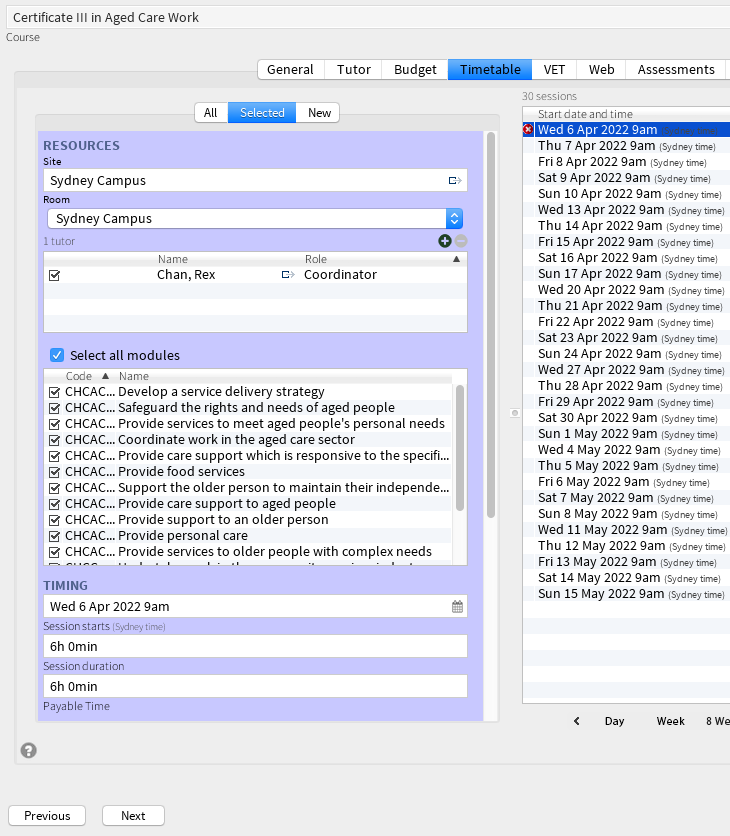 Certificate III in Aged Care Work
Course
General Tutor Budget Timetable VET Web Assessments
All Selected New
RESOURCES
Site
Sydney Campus
Room
Sydney Campus
1 tutor
Name Role
Chan, Rex Coordinator
Select all modules
Code Name
CHCAC... Develop a service delivery strategy
CHCAC... Safeguard the rights and needs of aged people
CHCAC... Provide services to meet aged people's personal needs
CHCAC... Coordinate work in the aged care sector
CHCAC... Provide care support which is responsive to the specifi...
CHCAC... Provide food services
CHCAC... Support the older person to maintain their independe...
CHCAC... Provide care support to aged people
CHCAC... Provide support to an older person
CHCAC... Provide personal care
CHCAC... Provide services to older people with complex needs
TIMING
Wed 6 Apr 2022 9am
Session starts (Sydney time)
6h 0min
Session duration
6h 0min
Payable Time
30 sessions
Start date and time
Wed 6 Apr 2022 9am (Sydney time)
Thu 7 Apr 2022 9am (Sydney time)
Fri 8 Apr 2022 9am (Sydney time)
Sat 9 Apr 2022 9am (Sydney time)
Sun 10 Apr 2022 9am (Sydney time)
Wed 13 Apr 2022 9am (Sydney time)
Thu 14 Apr 2022 9am (Sydney time)
Fri 15 Apr 2022 9am (Sydney time)
Sat 16 Apr 2022 9am (Sydney time)
Sun 17 Apr 2022 9am (Sydney time)
Wed 20 Apr 2022 9am (Sydney time)
Thu 21 Apr 2022 9am (Sydney time)
Fri 22 Apr 2022 9am (Sydney time)
Sat 23 Apr 2022 9am (Sydney time)
Sun 24 Apr 2022 9am (Sydney time)
Wed 27 Apr 2022 9am (Sydney time)
Thu 28 Apr 2022 9am (Sydney time)
Fri 29 Apr 2022 9am (Sydney time)
Sat 30 Apr 2022 9am (Sydney time)
Sun 1 May 2022 9am (Sydney time)
Wed 4 May 2022 9am (Sydney time)
Thu 5 May 2022 9am (Sydney time)
Fri 6 May 2022 9am (Sydney time)
Sat 7 May 2022 9am (Sydney time)
Sun 8 May 2022 9am (Sydney time)
Wed 11 May 2022 9am (Sydney time)
Thu 12 May 2022 9am (Sydney time)
Fri 13 May 2022 9am (Sydney time)
Sat 14 May 2022 9am (Sydney time)
Sun 15 May 2022 9am (Sydney time)
Day Week 8 We
?
Previous Next